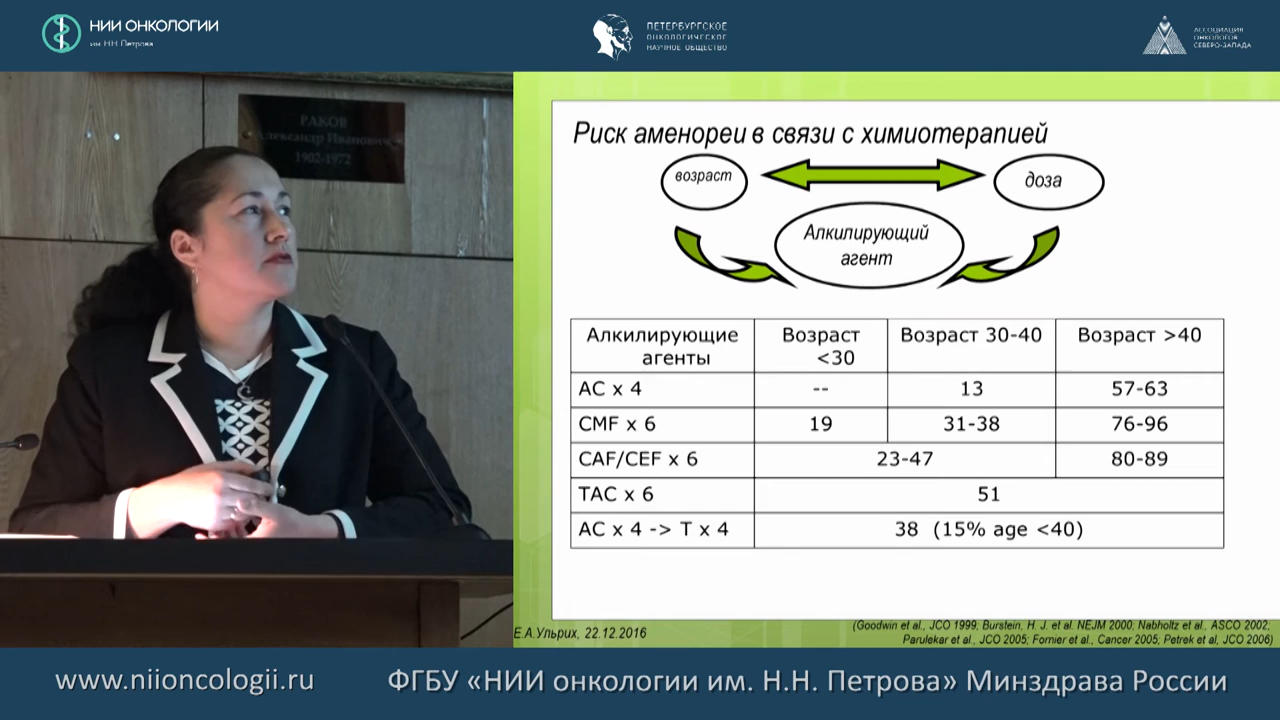 НИИ ОНКОЛОГИИ
им. Н.Н. Петрова
ПЕТЕРБУРГСКОЕ
ОНКОЛОГИЧЕСКОЕ
НАУЧНОЕ ОБЩЕСТВО
АССОЦИАЦИЯ
ОНКОЛОГОВ
СЕВЕРО-ЗАПАДА
РАКОВ
Александр Иванович
1902-1972
Риск аменореи в связи с химиотерапией
возраст
доза
Алкилирующий
агент
Алкилирующие агенты Возраст <30 Возраст 30-40 Возраст >40
AC x 4 -- 13 57-63
CMF x 6 19 31-38 76-96
CAF/CEF x 6 23-47 80-89
TAC x 6 51
AC x 4 -> T x 4 38 (15% age <40)
(Goodwin et al., JCO 1999; Burstein, H. J. et al. NEJM 2000; Nabholtz et al., ASCO 2002;
Parulekar et al., JCO 2005; Fornier et al., Cancer 2005; Petrek et al, JCO 2006)
Е.А.Ульрих, 22.12.2016
www.niioncologii.ru
ФГБУ «НИИ онкологии им. Н.Н. Петрова» Минздрава России